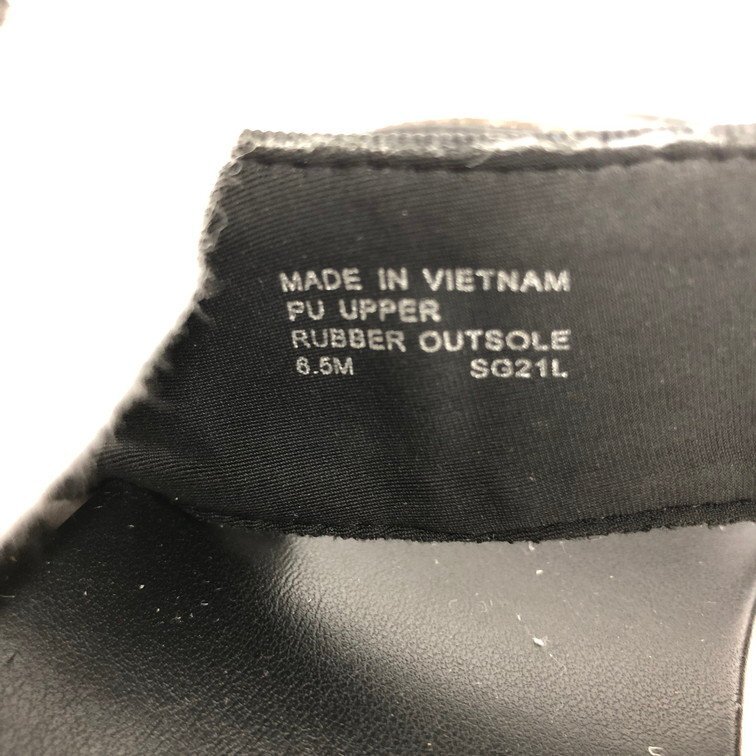 MADE IN VIETNAM
PU UPPER
RUBBER OUTSOLE
6.5M SG21L